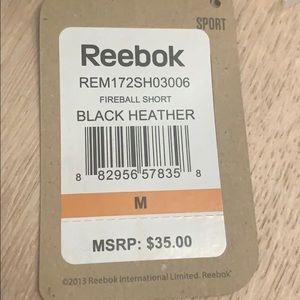 SPORT
Reebok
REM172SH03006
FIREBALL SHORT
BLACK HEATHER
8 82956 57835 8
M
MSRP: $35.00
©2013 Reebok International Limited. Reebok®